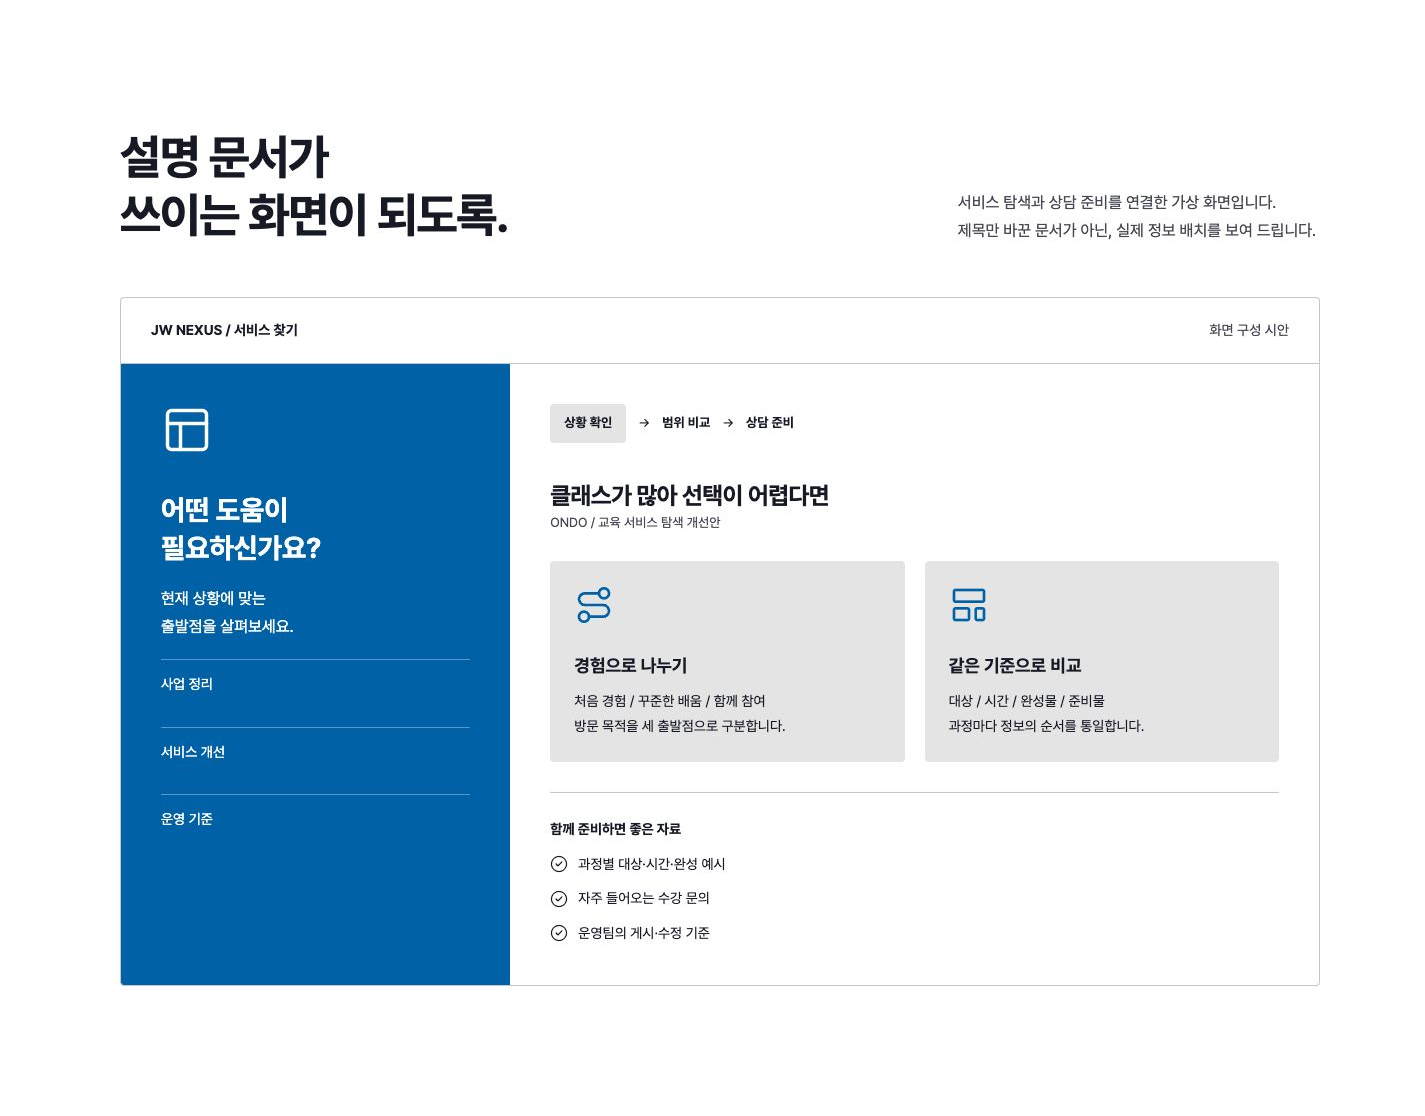 설명 문서가
쓰이는 화면이 되도록.
서비스 탐색과 상담 준비를 연결한 가상 화면입니다.
제목만 바꾼 문서가 아닌, 실제 정보 배치를 보여 드립니다.
JW NEXUS / 서비스 찾기
화면 구성 시안
어떤 도움이
필요하신가요?
현재 상황에 맞는
출발점을 살펴보세요.
사업 정리
서비스 개선
운영 기준
상황 확인 → 범위 비교 → 상담 준비
클래스가 많아 선택이 어렵다면
ONDO / 교육 서비스 탐색 개선안
경험으로 나누기
처음 경험 / 꾸준한 배움 / 함께 참여
방문 목적을 세 출발점으로 구분합니다.
같은 기준으로 비교
대상 / 시간 / 완성물 / 준비물
과정마다 정보의 순서를 통일합니다.
함께 준비하면 좋은 자료
과정별 대상·시간·완성 예시
자주 들어오는 수강 문의
운영팀의 게시·수정 기준